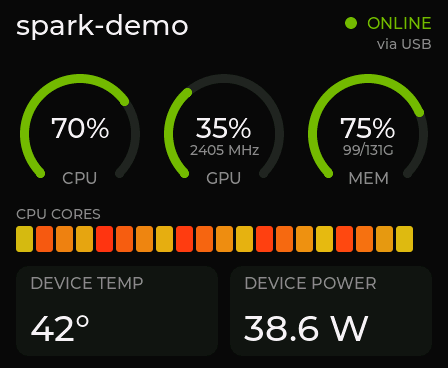 spark-demo
ONLINE
via USB
70%
CPU
35%
2405 MHz
GPU
75%
99/131G
MEM
CPU CORES
DEVICE TEMP
42°
DEVICE POWER
38.6 W